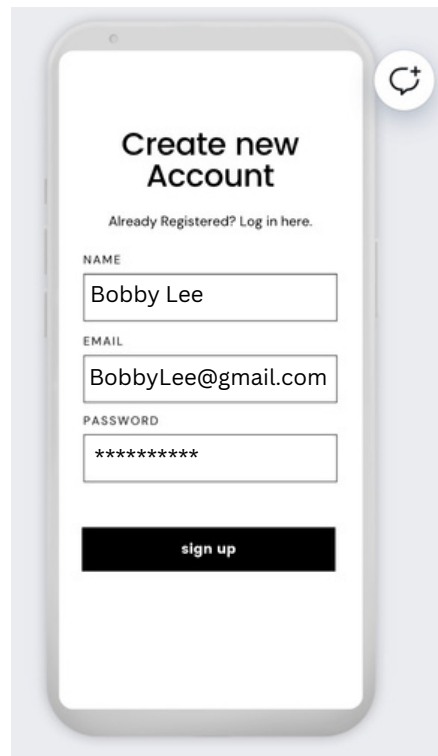 Create new
Account
Already Registered? Log in here.
NAME
Bobby Lee
EMAIL
BobbyLee@gmail.com
PASSWORD
**********
sign up